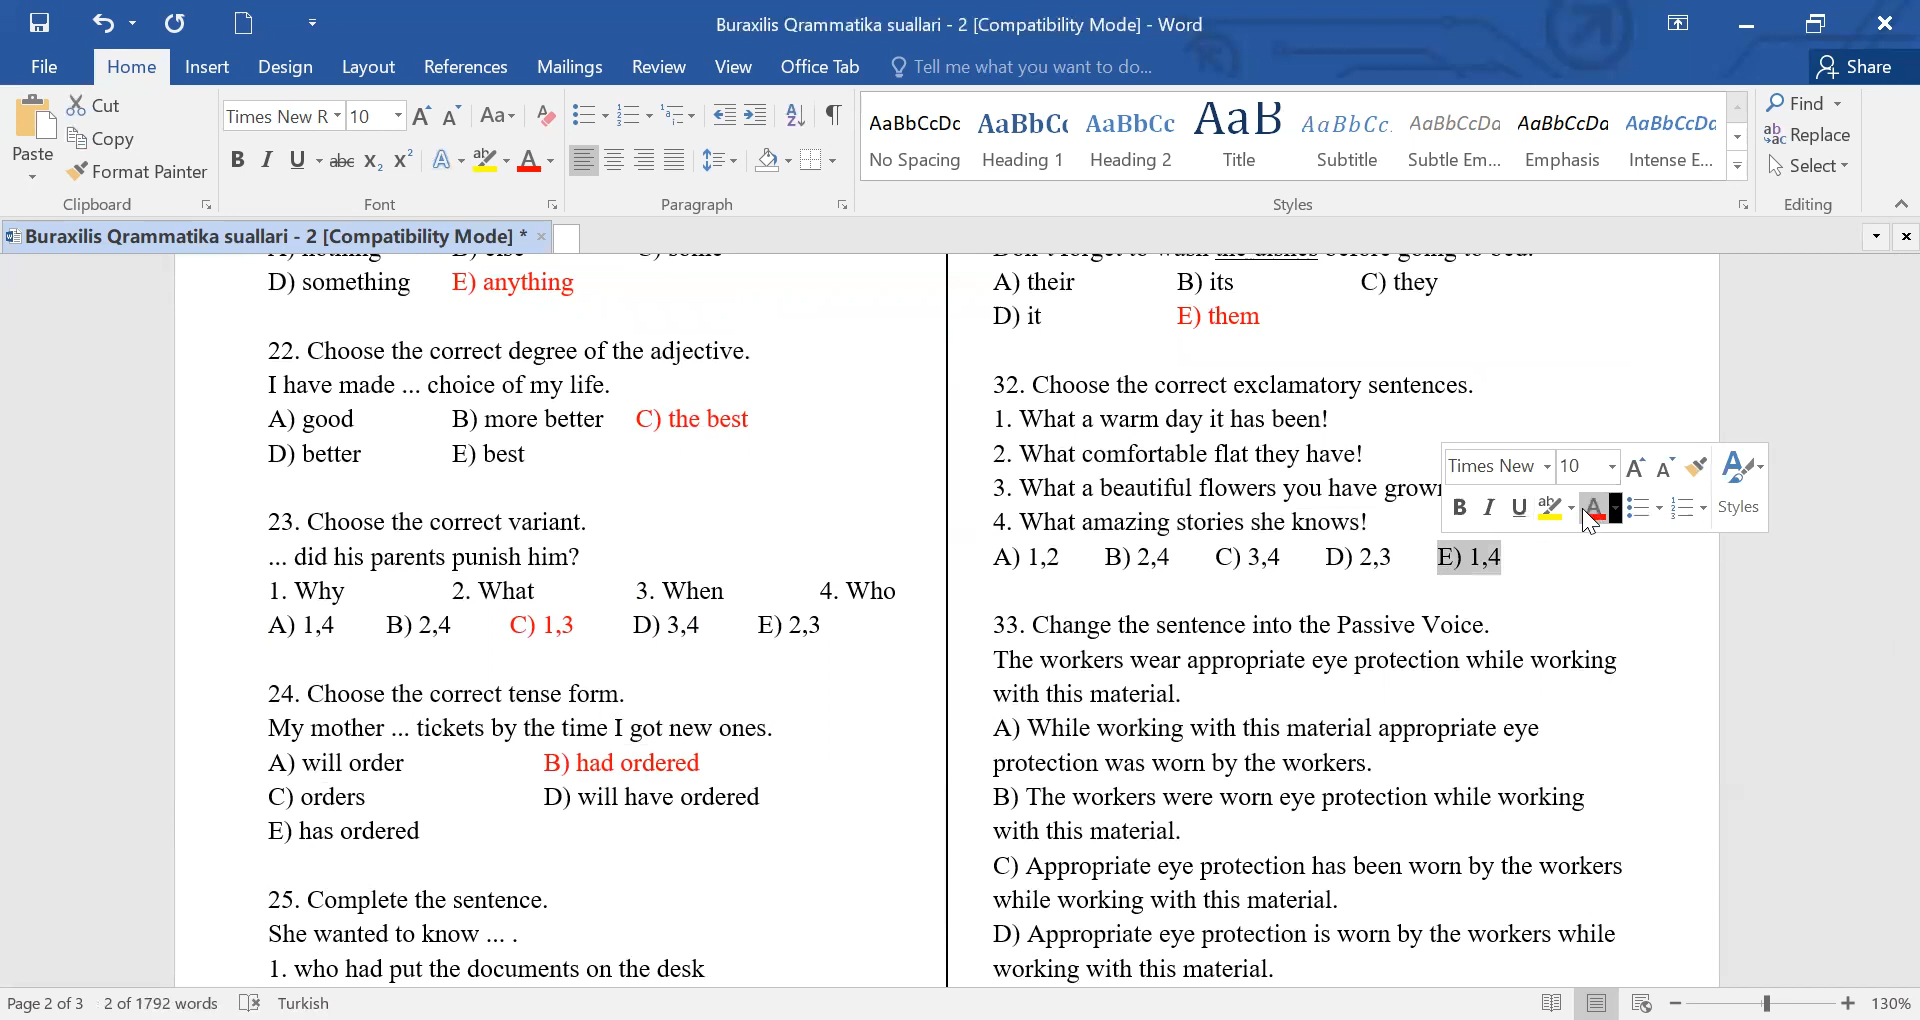 Buraxilis Qrammatika suallari - 2 [Compatibility Mode] - Word
File Home Insert Design Layout References Mailings Review View Office Tab Tell me what you want to do... Share
Paste
Cut
Copy
Format Painter
Clipboard
Times New R 10
Font
Paragraph
AaBbCcDc AaBbCc AaBbCc AaB AaBbCc. AaBbCcDa AaBbCcDa AaBbCcDc
No Spacing Heading 1 Heading 2 Title Subtitle Subtle Em... Emphasis Intense E...
Styles
Find
Replace
Select
Editing
Buraxilis Qrammatika suallari - 2 [Compatibility Mode] *
D) something E) anything
22. Choose the correct degree of the adjective.
I have made ... choice of my life.
A) good B) more better C) the best
D) better E) best
23. Choose the correct variant.
... did his parents punish him?
1. Why 2. What 3. When 4. Who
A) 1,4 B) 2,4 C) 1,3 D) 3,4 E) 2,3
24. Choose the correct tense form.
My mother ... tickets by the time I got new ones.
A) will order B) had ordered
C) orders D) will have ordered
E) has ordered
25. Complete the sentence.
She wanted to know ... .
1. who had put the documents on the desk
A) their B) its C) they
D) it E) them
32. Choose the correct exclamatory sentences.
1. What a warm day it has been!
2. What comfortable flat they have!
3. What a beautiful flowers you have grown
4. What amazing stories she knows!
A) 1,2 B) 2,4 C) 3,4 D) 2,3 E) 1,4
Times New 10
Styles
33. Change the sentence into the Passive Voice.
The workers wear appropriate eye protection while working
with this material.
A) While working with this material appropriate eye
protection was worn by the workers.
B) The workers were worn eye protection while working
with this material.
C) Appropriate eye protection has been worn by the workers
while working with this material.
D) Appropriate eye protection is worn by the workers while
working with this material.
Page 2 of 3 2 of 1792 words Turkish 130%